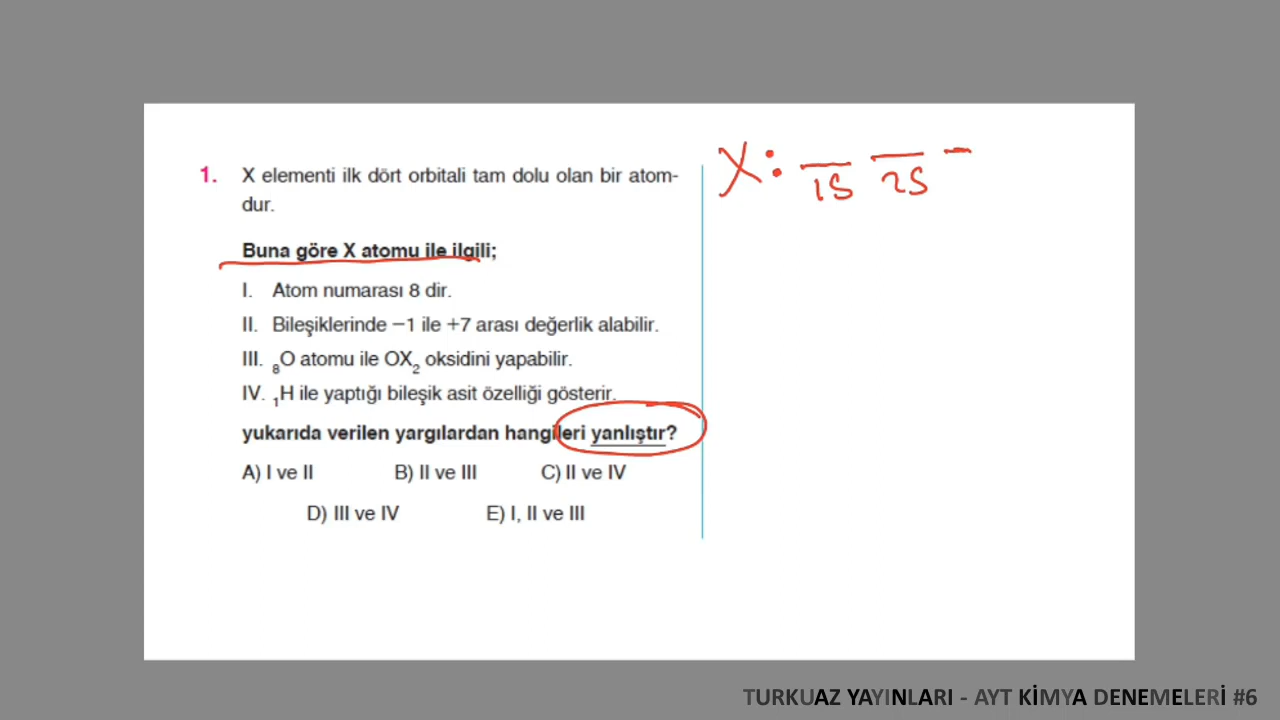 1. X elementi ilk dört orbitali tam dolu olan bir atom-
dur.
Buna göre X atomu ile ilgili;
I. Atom numarası 8 dir.
II. Bileşiklerinde −1 ile +7 arası değerlik alabilir.
III. ₈O atomu ile OX₂ oksidini yapabilir.
IV. ₁H ile yaptığı bileşik asit özelliği gösterir.
yukarıda verilen yargılardan hangileri yanlıştır?
A) I ve II B) II ve III C) II ve IV
D) III ve IV E) I, II ve III
X:
1S 2S
TURKUAZ YAYINLARI - AYT KİMYA DENEMELERİ #6